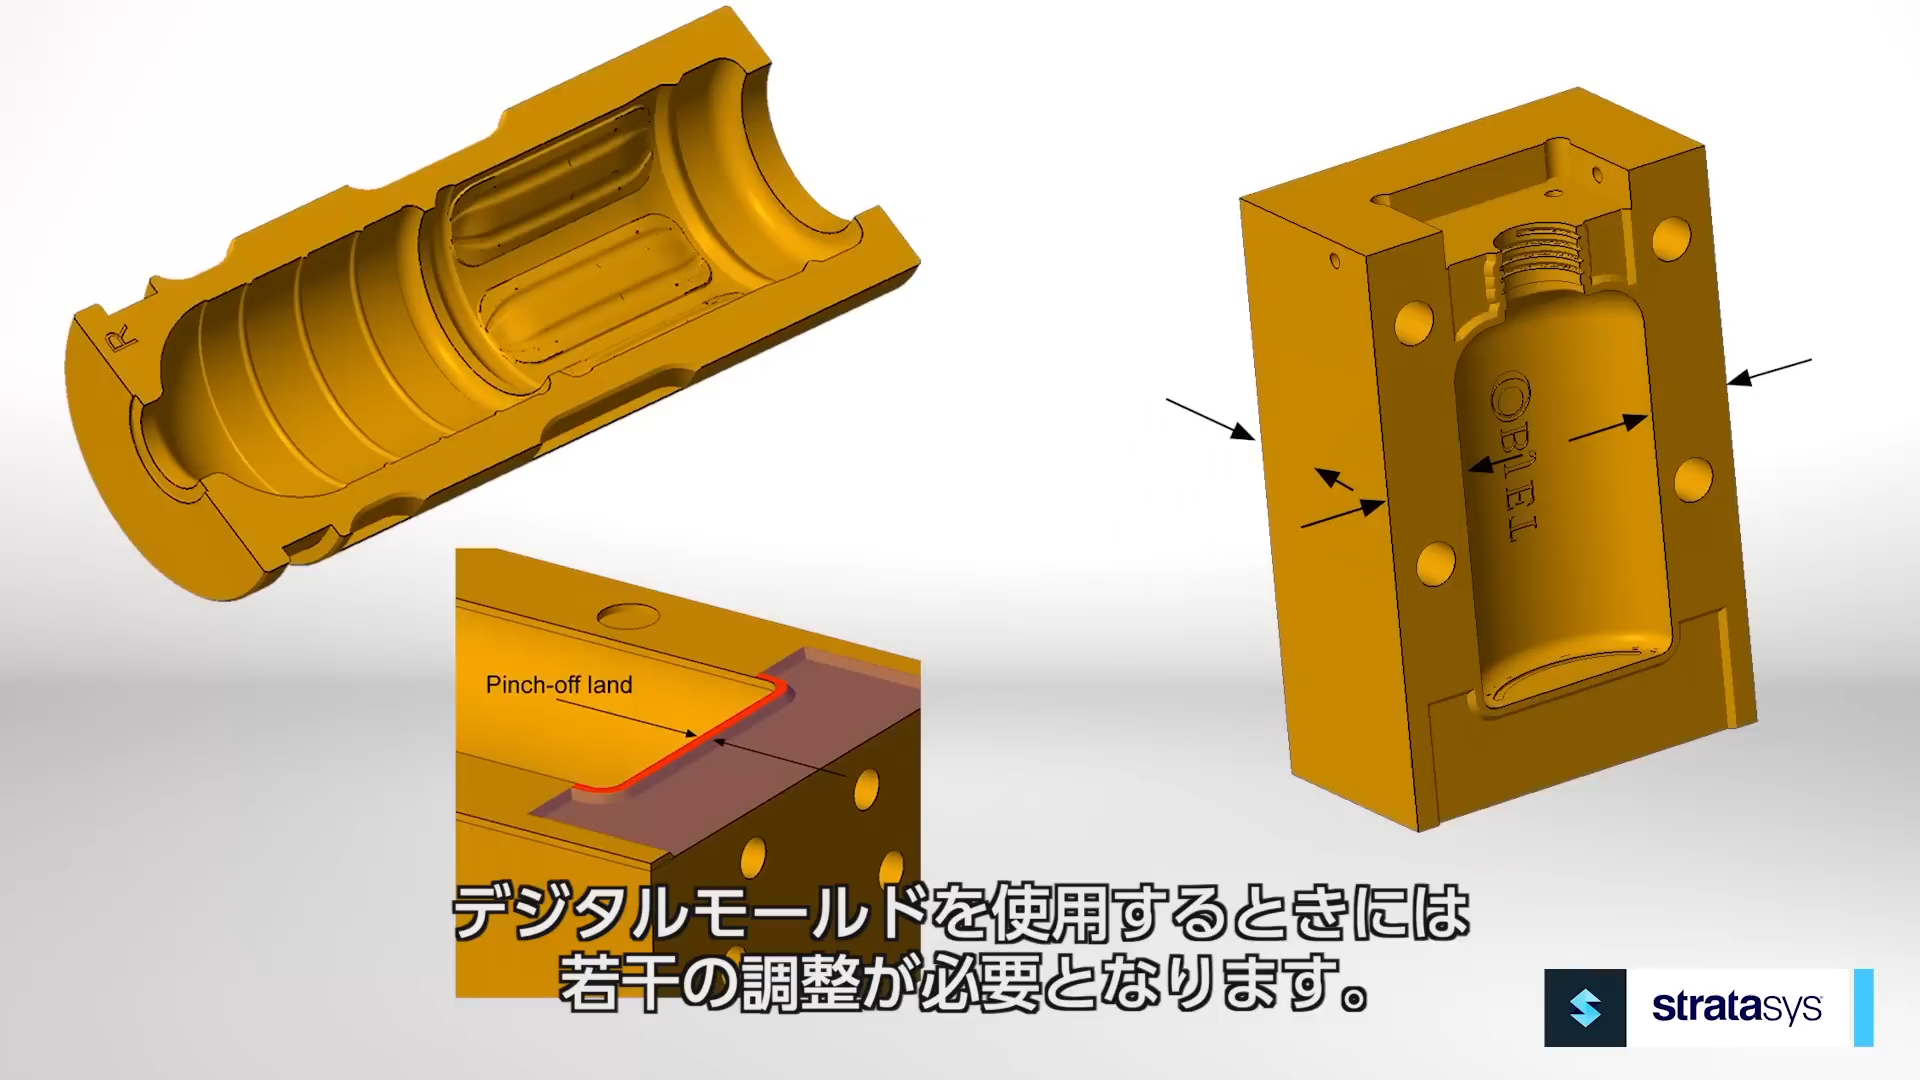 R
OBJET
Pinch-off land
デジタルモールドを使用するときには
若干の調整が必要となります。
stratasys